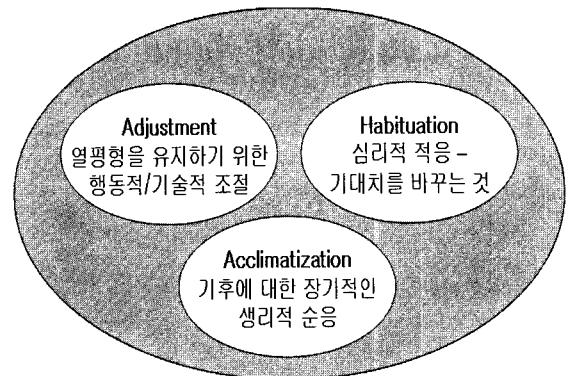 Adjustment
열평형을 유지하기 위한
행동적/기술적 조절
Habituation
심리적 적응 –
기대치를 바꾸는 것
Acclimatization
기후에 대한 장기적인
생리적 순응